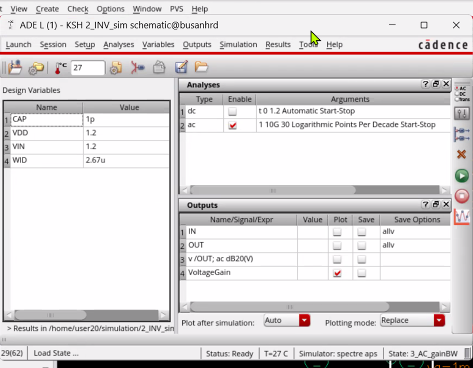 t View Create Check Options Window PVS Help
ADE L (1) - KSH 2_INV_sim schematic@busanhrd
Launch Session Setup Analyses Variables Outputs Simulation Results Tools Help cādence
27
Design Variables
Name Value
1 CAP 1p
2 VDD 1.2
3 VIN 1.2
4 WID 2.67u
> Results in /home/user20/simulation/2_INV_sin
Analyses
Type Enable Arguments
1 dc t 0 1.2 Automatic Start-Stop
2 ac 1 10G 30 Logarithmic Points Per Decade Start-Stop
Outputs
Name/Signal/Expr Value Plot Save Save Options
1 IN allv
2 OUT allv
3 v /OUT; ac dB20(V)
4 VoltageGain
Plot after simulation: Auto Plotting mode: Replace
AC
DC
Trans
29(62) Load State ... Status: Ready T=27 C Simulator: spectre aps State: 3_AC_gainBW